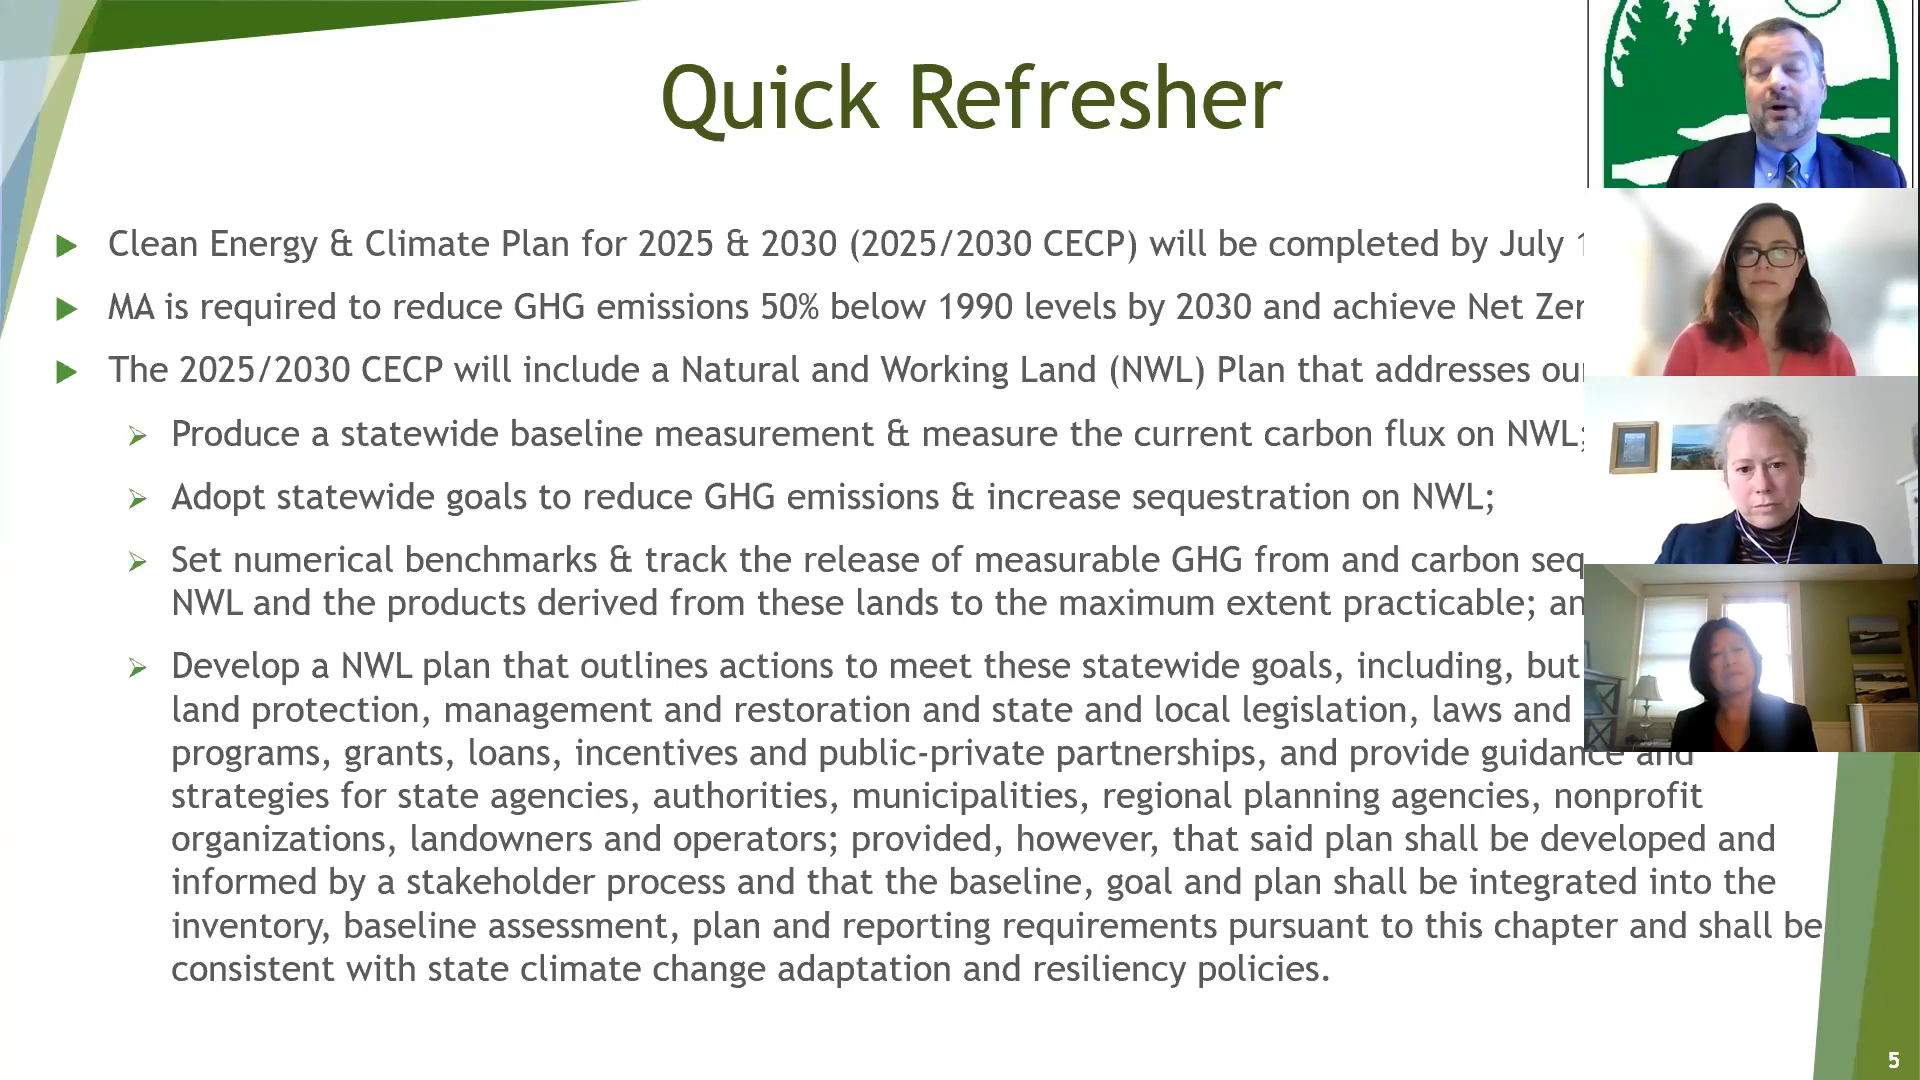 Quick Refresher
Clean Energy & Climate Plan for 2025 & 2030 (2025/2030 CECP) will be completed by July
MA is required to reduce GHG emissions 50% below 1990 levels by 2030 and achieve Net
The 2025/2030 CECP will include a Natural and Working Land (NWL) Plan that addresses
Produce a statewide baseline measurement & measure the current carbon flux on NWL;
Adopt statewide goals to reduce GHG emissions & increase sequestration on NWL;
Set numerical benchmarks & track the release of measurable GHG from and carbon
NWL and the products derived from these lands to the maximum extent practicable;
Develop a NWL plan that outlines actions to meet these statewide goals, including, but
land protection, management and restoration and state and local legislation, laws and
programs, grants, loans, incentives and public-private partnerships, and provide guidance and
strategies for state agencies, authorities, municipalities, regional planning agencies, nonprofit
organizations, landowners and operators; provided, however, that said plan shall be developed and
informed by a stakeholder process and that the baseline, goal and plan shall be integrated into the
inventory, baseline assessment, plan and reporting requirements pursuant to this chapter and shall be
consistent with state climate change adaptation and resiliency policies.
5